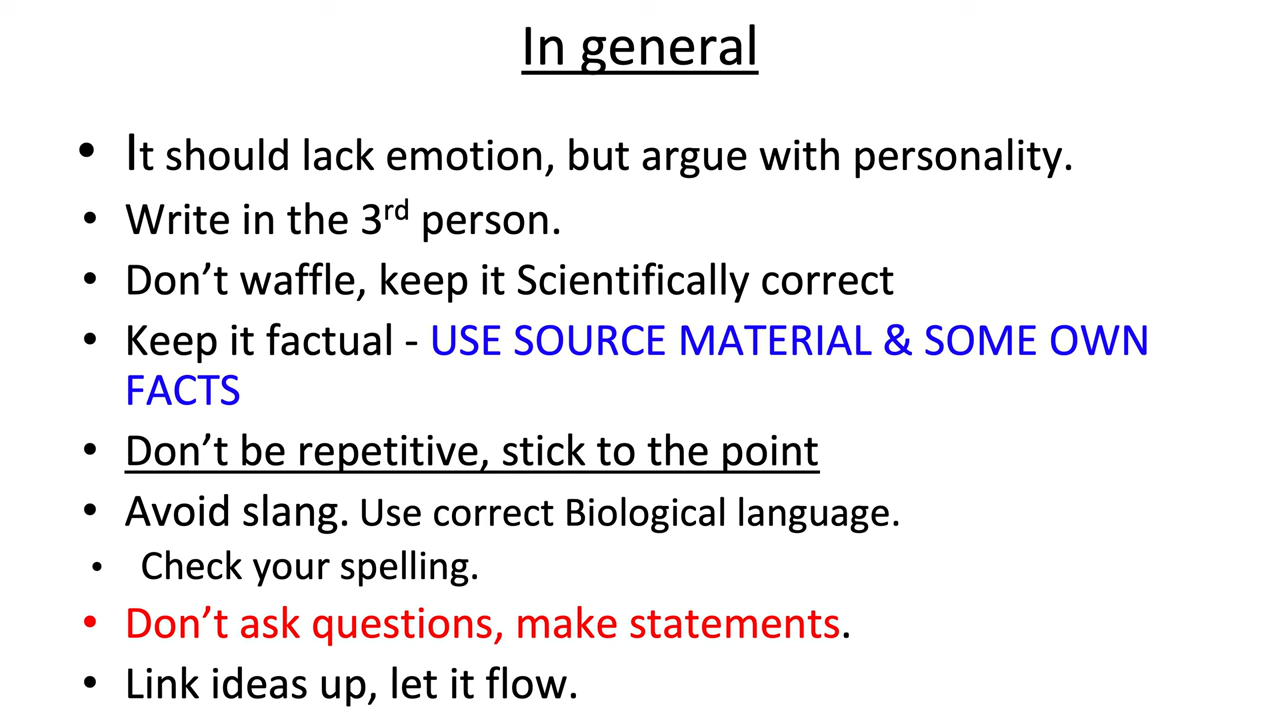 In general
• It should lack emotion, but argue with personality.
• Write in the 3rd person.
• Don’t waffle, keep it Scientifically correct
• Keep it factual - USE SOURCE MATERIAL & SOME OWN
FACTS
• Don’t be repetitive, stick to the point
• Avoid slang. Use correct Biological language.
• Check your spelling.
• Don’t ask questions, make statements.
• Link ideas up, let it flow.